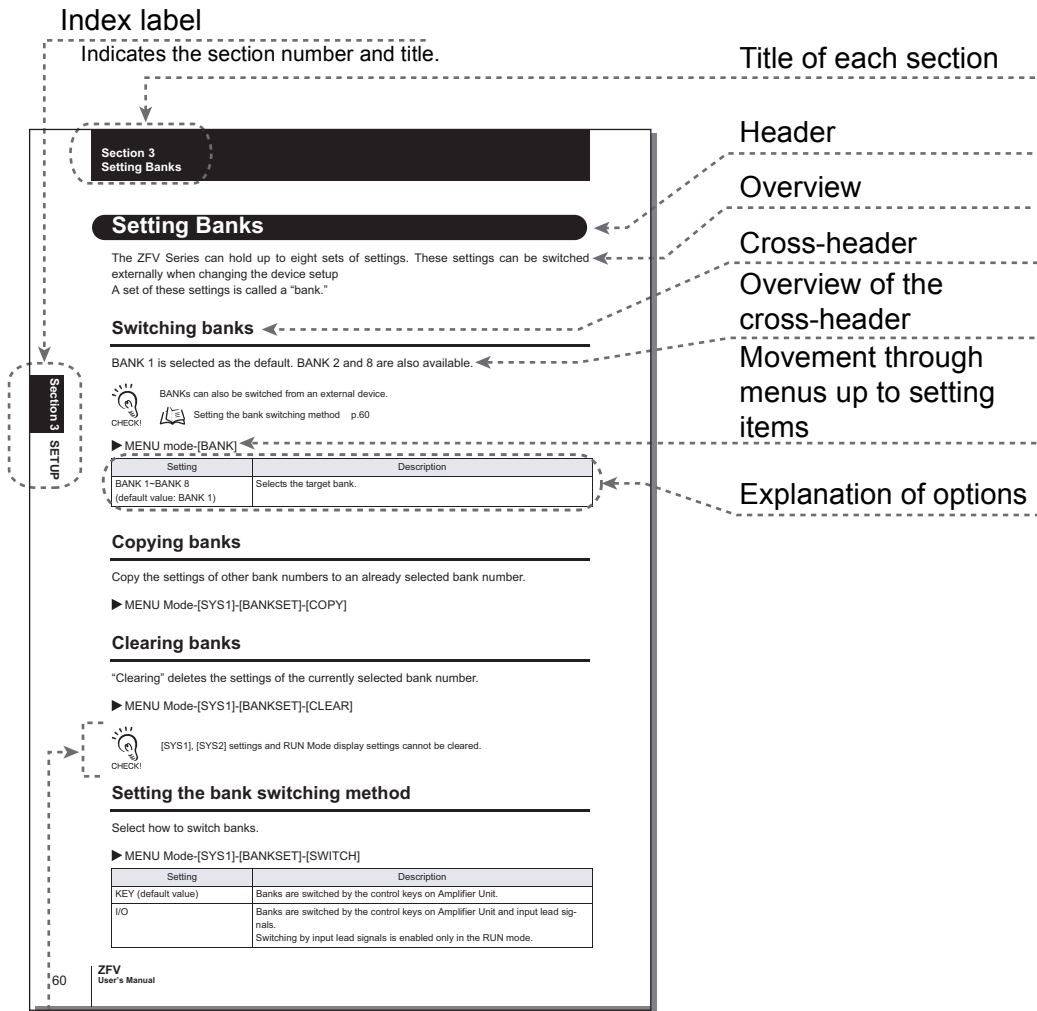 Index label
Indicates the section number and title.
Title of each section
Header
Overview
Cross-header
Overview of the
cross-header
Movement through
menus up to setting
items
Explanation of options
Section 3
Setting Banks
Setting Banks
The ZFV Series can hold up to eight sets of settings. These settings can be switched
externally when changing the device setup
A set of these settings is called a “bank.”
Switching banks
BANK 1 is selected as the default. BANK 2 and 8 are also available.
BANKs can also be switched from an external device.
CHECK!
Setting the bank switching method p.60
MENU mode-[BANK]
Setting Description
BANK 1~BANK 8 Selects the target bank.
(default value: BANK 1)
Section 3 SETUP
Copying banks
Copy the settings of other bank numbers to an already selected bank number.
MENU Mode-[SYS1]-[BANKSET]-[COPY]
Clearing banks
“Clearing” deletes the settings of the currently selected bank number.
MENU Mode-[SYS1]-[BANKSET]-[CLEAR]
[SYS1], [SYS2] settings and RUN Mode display settings cannot be cleared.
CHECK!
Setting the bank switching method
Select how to switch banks.
MENU Mode-[SYS1]-[BANKSET]-[SWITCH]
Setting Description
KEY (default value) Banks are switched by the control keys on Amplifier Unit.
I/O Banks are switched by the control keys on Amplifier Unit and input lead sig-
nals.
Switching by input lead signals is enabled only in the RUN mode.
60
ZFV
User’s Manual